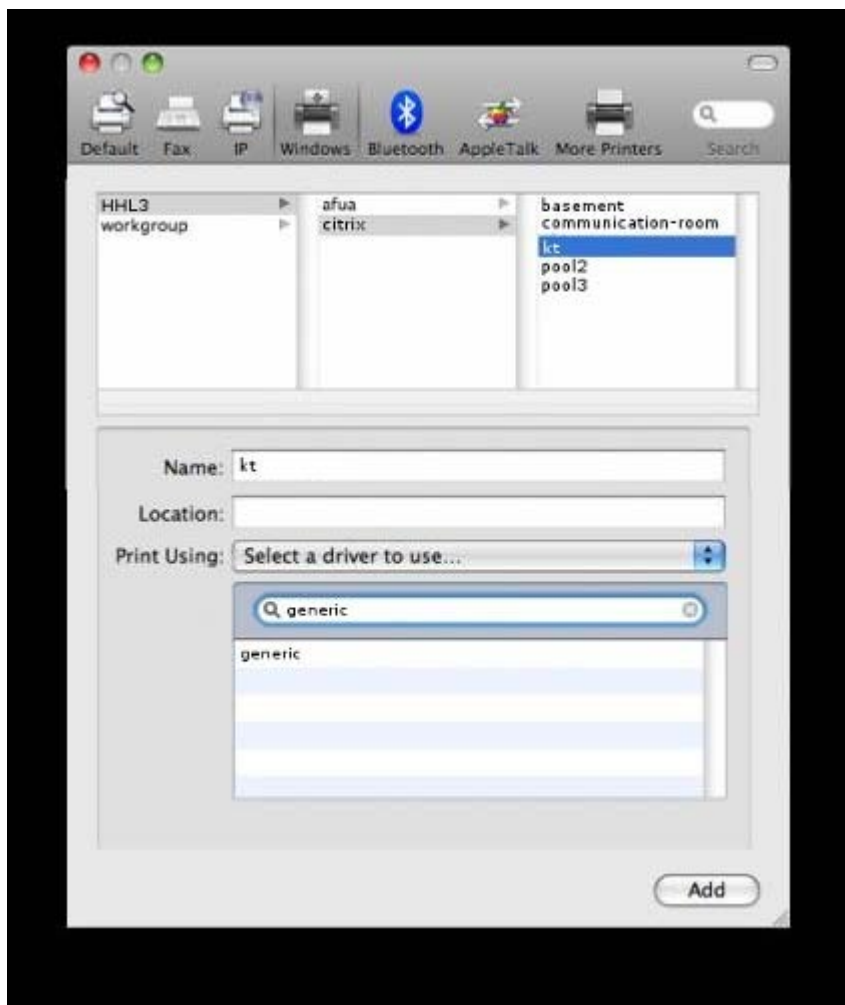 Default Fax IP Windows Bluetooth AppleTalk More Printers Search
HHL3 afua basement
workgroup citrix communication-room
kt
pool2
pool3
Name: kt
Location:
Print Using: Select a driver to use...
generic
generic
Add